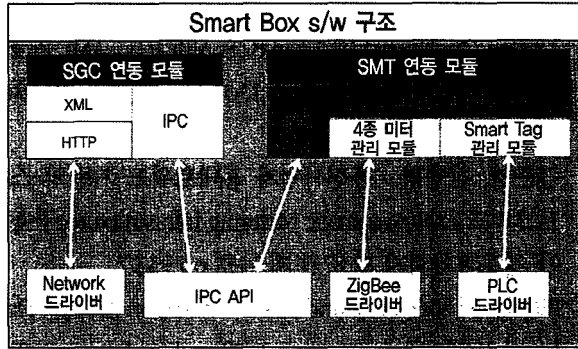 Smart Box s/w 구조
SGC 연동 모듈
SMT 연동 모듈
XML
IPC
HTTP
4종 미터
관리 모듈
Smart Tag
관리 모듈
Network
드라이버
IPC API
ZigBee
드라이버
PLC
드라이버